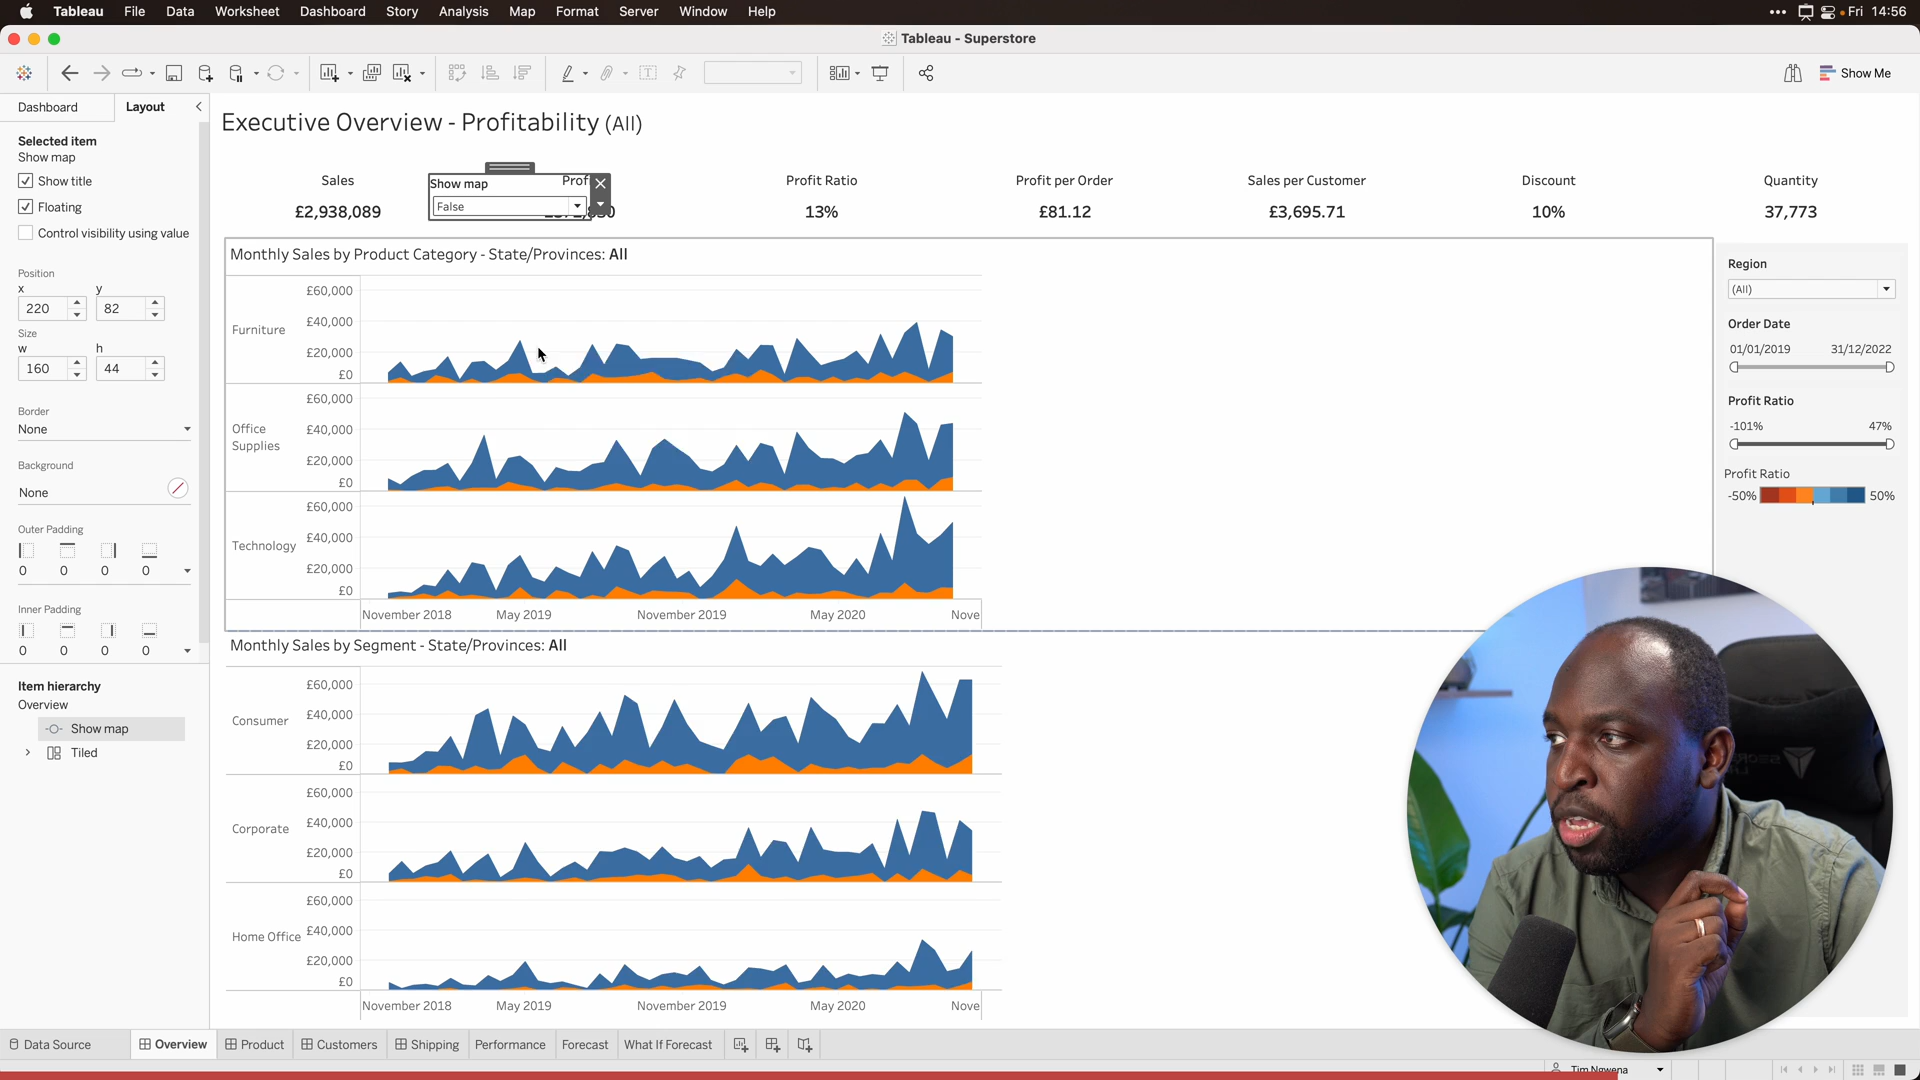 Tableau File Data Worksheet Dashboard Story Analysis Map Format Server Window Help
Fri 14:56
Tableau - Superstore
Show Me
Dashboard Layout
Selected item
Show map
Show title
Floating
Control visibility using value
Position
x y
220 82
Size
w h
160 44
Border
None
Background
None
Outer Padding
0 0 0 0
Inner Padding
0 0 0 0
Item hierarchy
Overview
Show map
Tiled
Executive Overview - Profitability (All)
Sales Profit Ratio Profit per Order Sales per Customer Discount Quantity
£2,938,089 13% £81.12 £3,695.71 10% 37,773
Show map
False
Monthly Sales by Product Category - State/Provinces: All
Furniture
£60,000
£40,000
£20,000
£0
Office
Supplies
£60,000
£40,000
£20,000
£0
Technology
£60,000
£40,000
£20,000
£0
November 2018 May 2019 November 2019 May 2020 Nove
Monthly Sales by Segment - State/Provinces: All
Consumer
£60,000
£40,000
£20,000
£0
Corporate
£60,000
£40,000
£20,000
£0
Home Office
£60,000
£40,000
£20,000
£0
November 2018 May 2019 November 2019 May 2020 Nove
Region
(All)
Order Date
01/01/2019 31/12/2022
Profit Ratio
-101% 47%
Profit Ratio
-50% 50%
Data Source Overview Product Customers Shipping Performance Forecast What If Forecast
Tim Ngwena